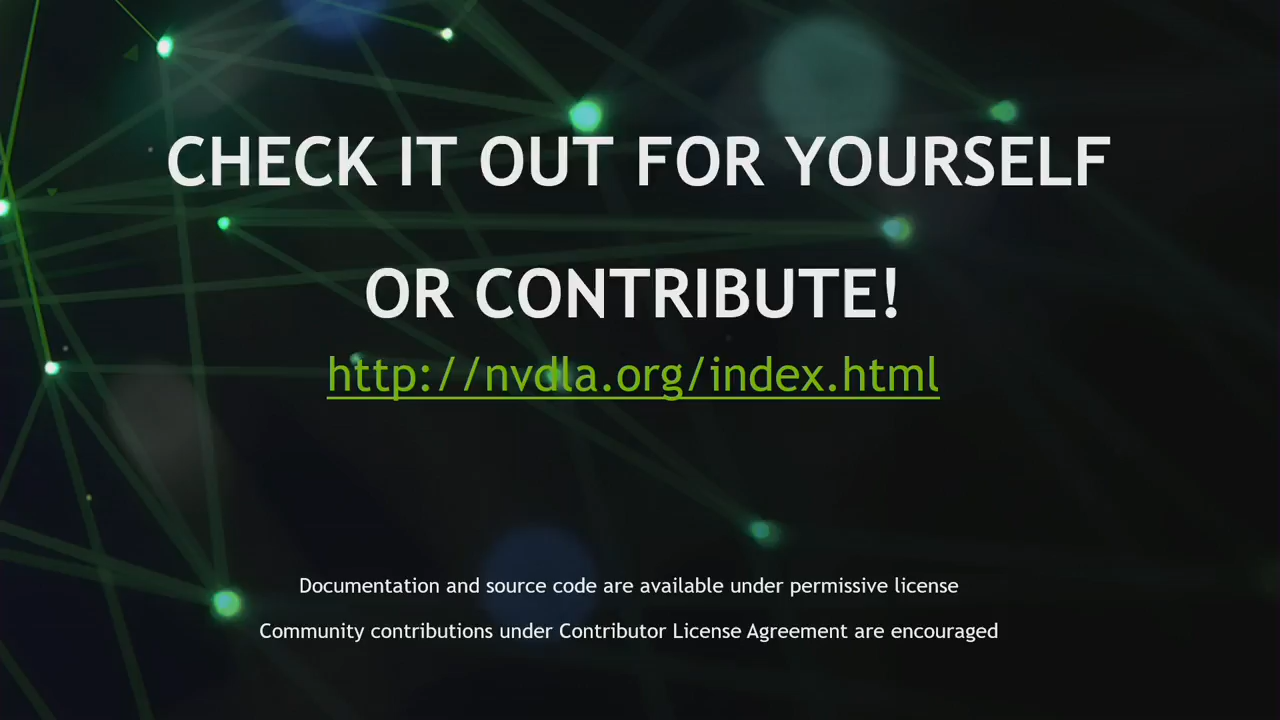 CHECK IT OUT FOR YOURSELF
OR CONTRIBUTE!
http://nvdla.org/index.html
Documentation and source code are available under permissive license
Community contributions under Contributor License Agreement are encouraged